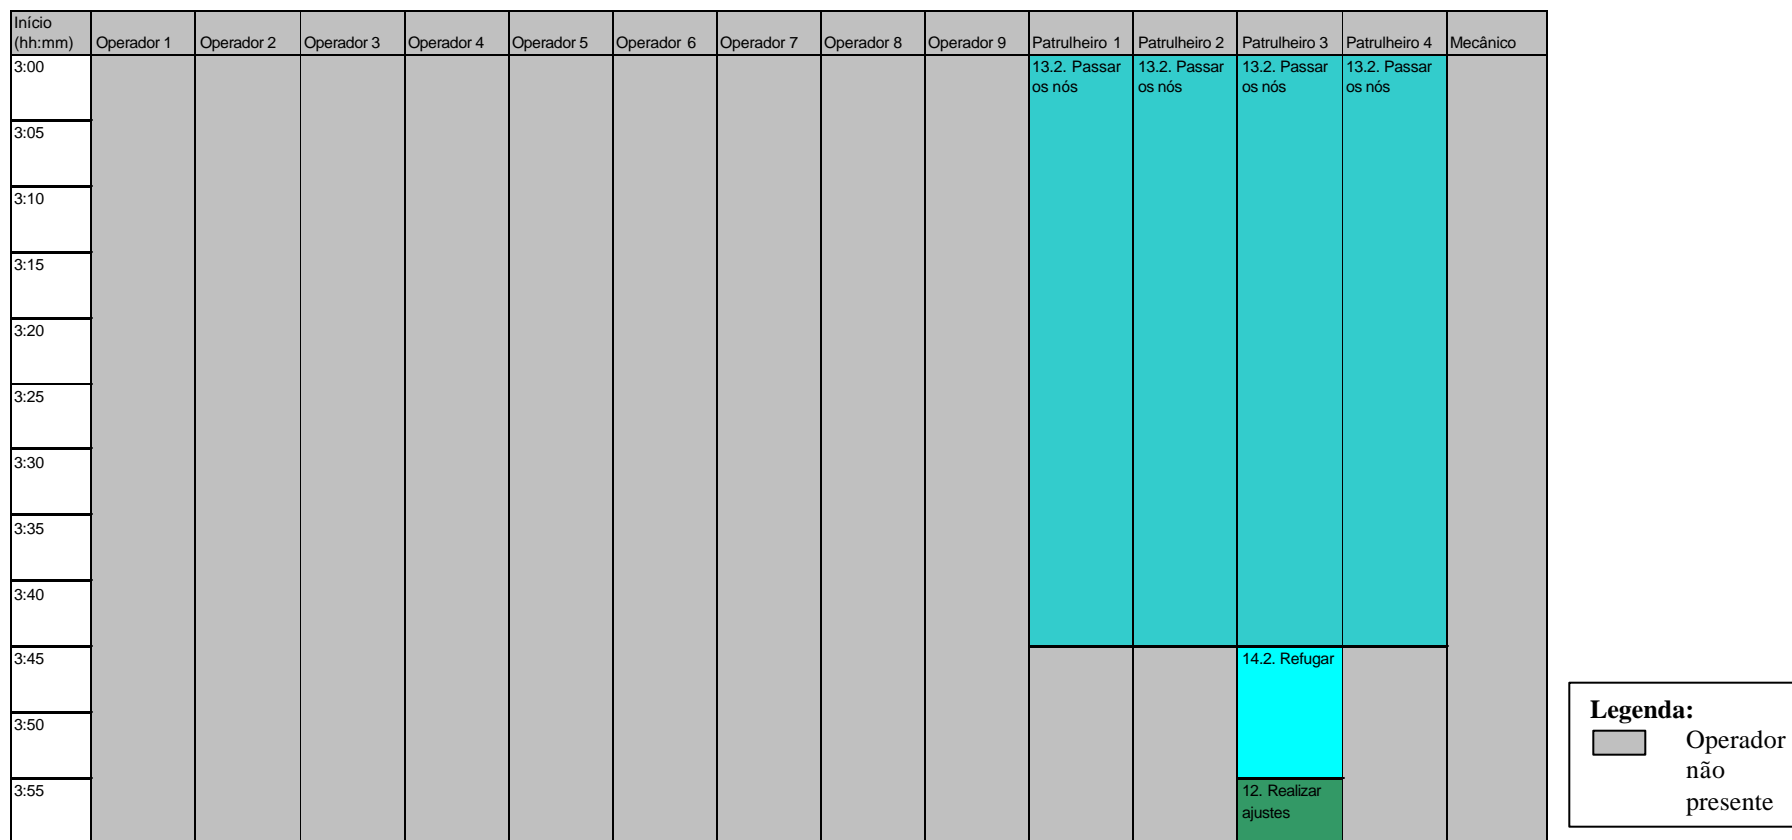 Início
(hh:mm) Operador 1 Operador 2 Operador 3 Operador 4 Operador 5 Operador 6 Operador 7 Operador 8 Operador 9 Patrulheiro 1 Patrulheiro 2 Patrulheiro 3 Patrulheiro 4 Mecânico
3:00 13.2. Passar 13.2. Passar 13.2. Passar 13.2. Passar
os nós os nós os nós os nós
3:05
3:10
3:15
3:20
3:25
3:30
3:35
3:40
3:45 14.2. Refugar
3:50
3:55 12. Realizar
ajustes
Legenda:
Operador
não
presente